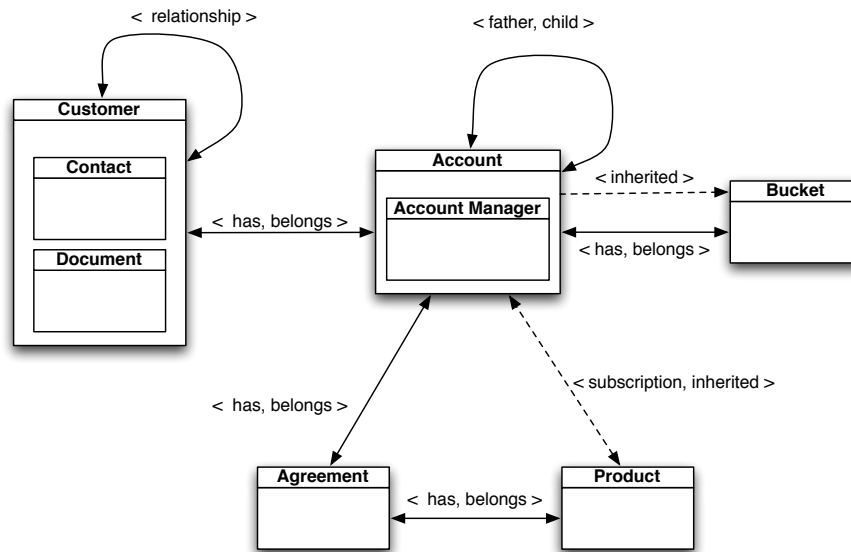 < relationship >
< father, child >
Customer
Contact
Document
Account
Account Manager
< inherited >
Bucket
< has, belongs >
< has, belongs >
< has, belongs >
< subscription, inherited >
Agreement
< has, belongs >
Product